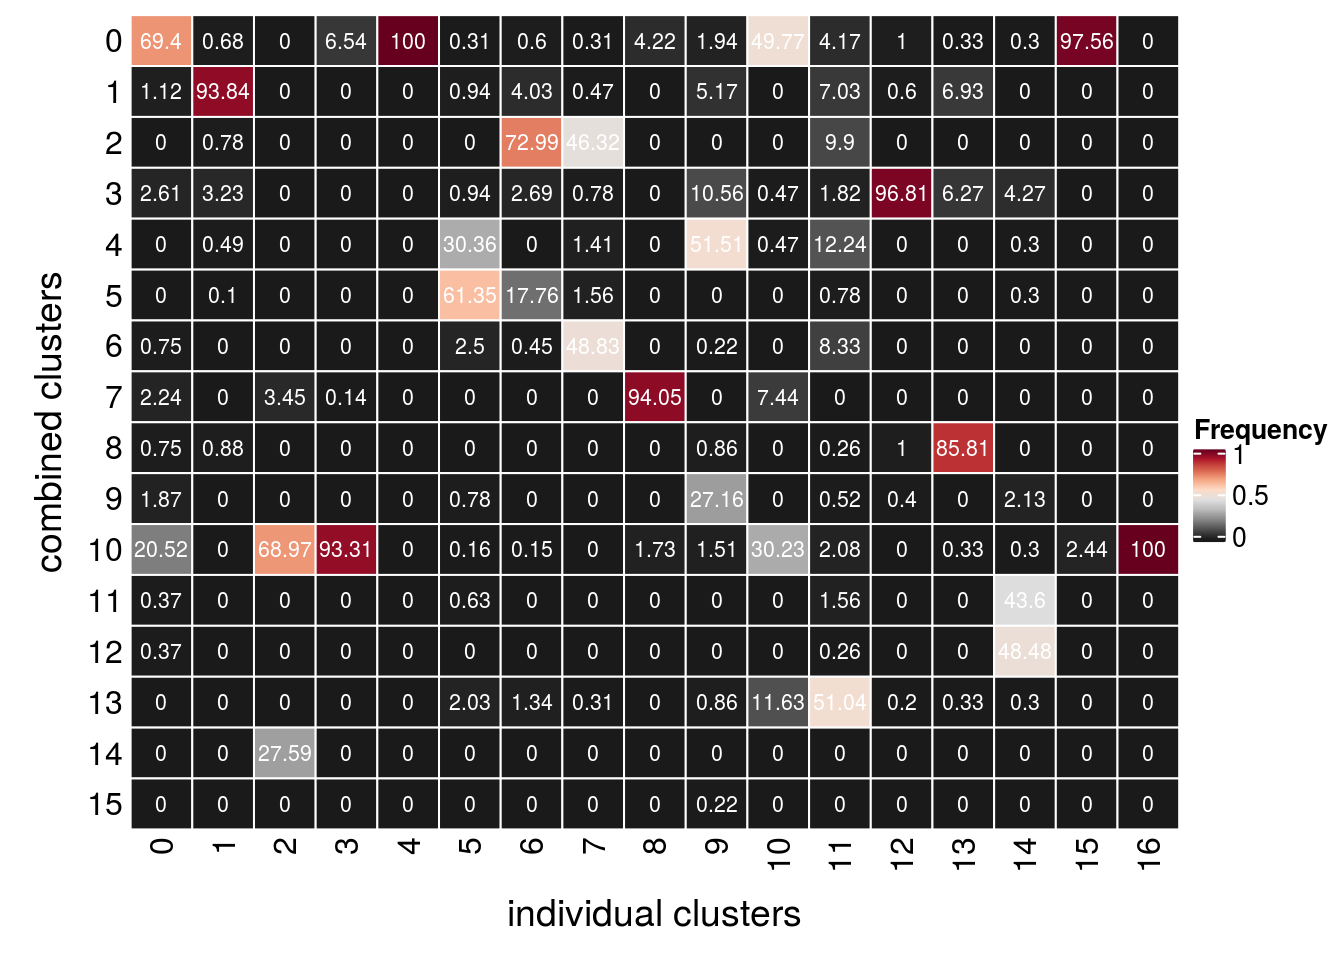 0 69.4 0.68 0 6.54 100 0.31 0.6 0.31 4.22 1.94 49.77 4.17 1 0.33 0.3 97.56 0
1 1.12 93.84 0 0 0 0.94 4.03 0.47 0 5.17 0 7.03 0.6 6.93 0 0 0
2 0 0.78 0 0 0 0 72.99 46.32 0 0 0 9.9 0 0 0 0 0
3 2.61 3.23 0 0 0 0.94 2.69 0.78 0 10.56 0.47 1.82 96.81 6.27 4.27 0 0
4 0 0.49 0 0 0 30.36 0 1.41 0 51.51 0.47 12.24 0 0 0.3 0 0
5 0 0.1 0 0 0 61.35 17.76 1.56 0 0 0 0.78 0 0 0.3 0 0
6 0.75 0 0 0 0 2.5 0.45 48.83 0 0.22 0 8.33 0 0 0 0 0
7 2.24 0 3.45 0.14 0 0 0 0 94.05 0 7.44 0 0 0 0 0 0
8 0.75 0.88 0 0 0 0 0 0 0 0.86 0 0.26 1 85.81 0 0 0
9 1.87 0 0 0 0 0.78 0 0 0 27.16 0 0.52 0.4 0 2.13 0 0
10 20.52 0 68.97 93.31 0 0.16 0.15 0 1.73 1.51 30.23 2.08 0 0.33 0.3 2.44 100
11 0.37 0 0 0 0 0.63 0 0 0 0 0 1.56 0 0 43.6 0 0
12 0.37 0 0 0 0 0 0 0 0 0 0 0.26 0 0 48.48 0 0
13 0 0 0 0 0 2.03 1.34 0.31 0 0.86 11.63 51.04 0.2 0.33 0.3 0 0
14 0 0 27.59 0 0 0 0 0 0 0 0 0 0 0 0 0 0
15 0 0 0 0 0 0 0 0 0 0.22 0 0 0 0 0 0 0
0 1 2 3 4 5 6 7 8 9 10 11 12 13 14 15 16
individual clusters
combined clusters
Frequency
1
0.5
0